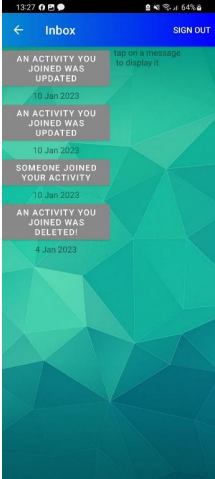 13:27
64%
Inbox
SIGN OUT
AN ACTIVITY YOU
JOINED WAS
UPDATED
10 Jan 2023
tap on a message
to display it
AN ACTIVITY YOU
JOINED WAS
UPDATED
10 Jan 2023
SOMEONE JOINED
YOUR ACTIVITY
10 Jan 2023
AN ACTIVITY YOU
JOINED WAS
DELETED!
4 Jan 2023